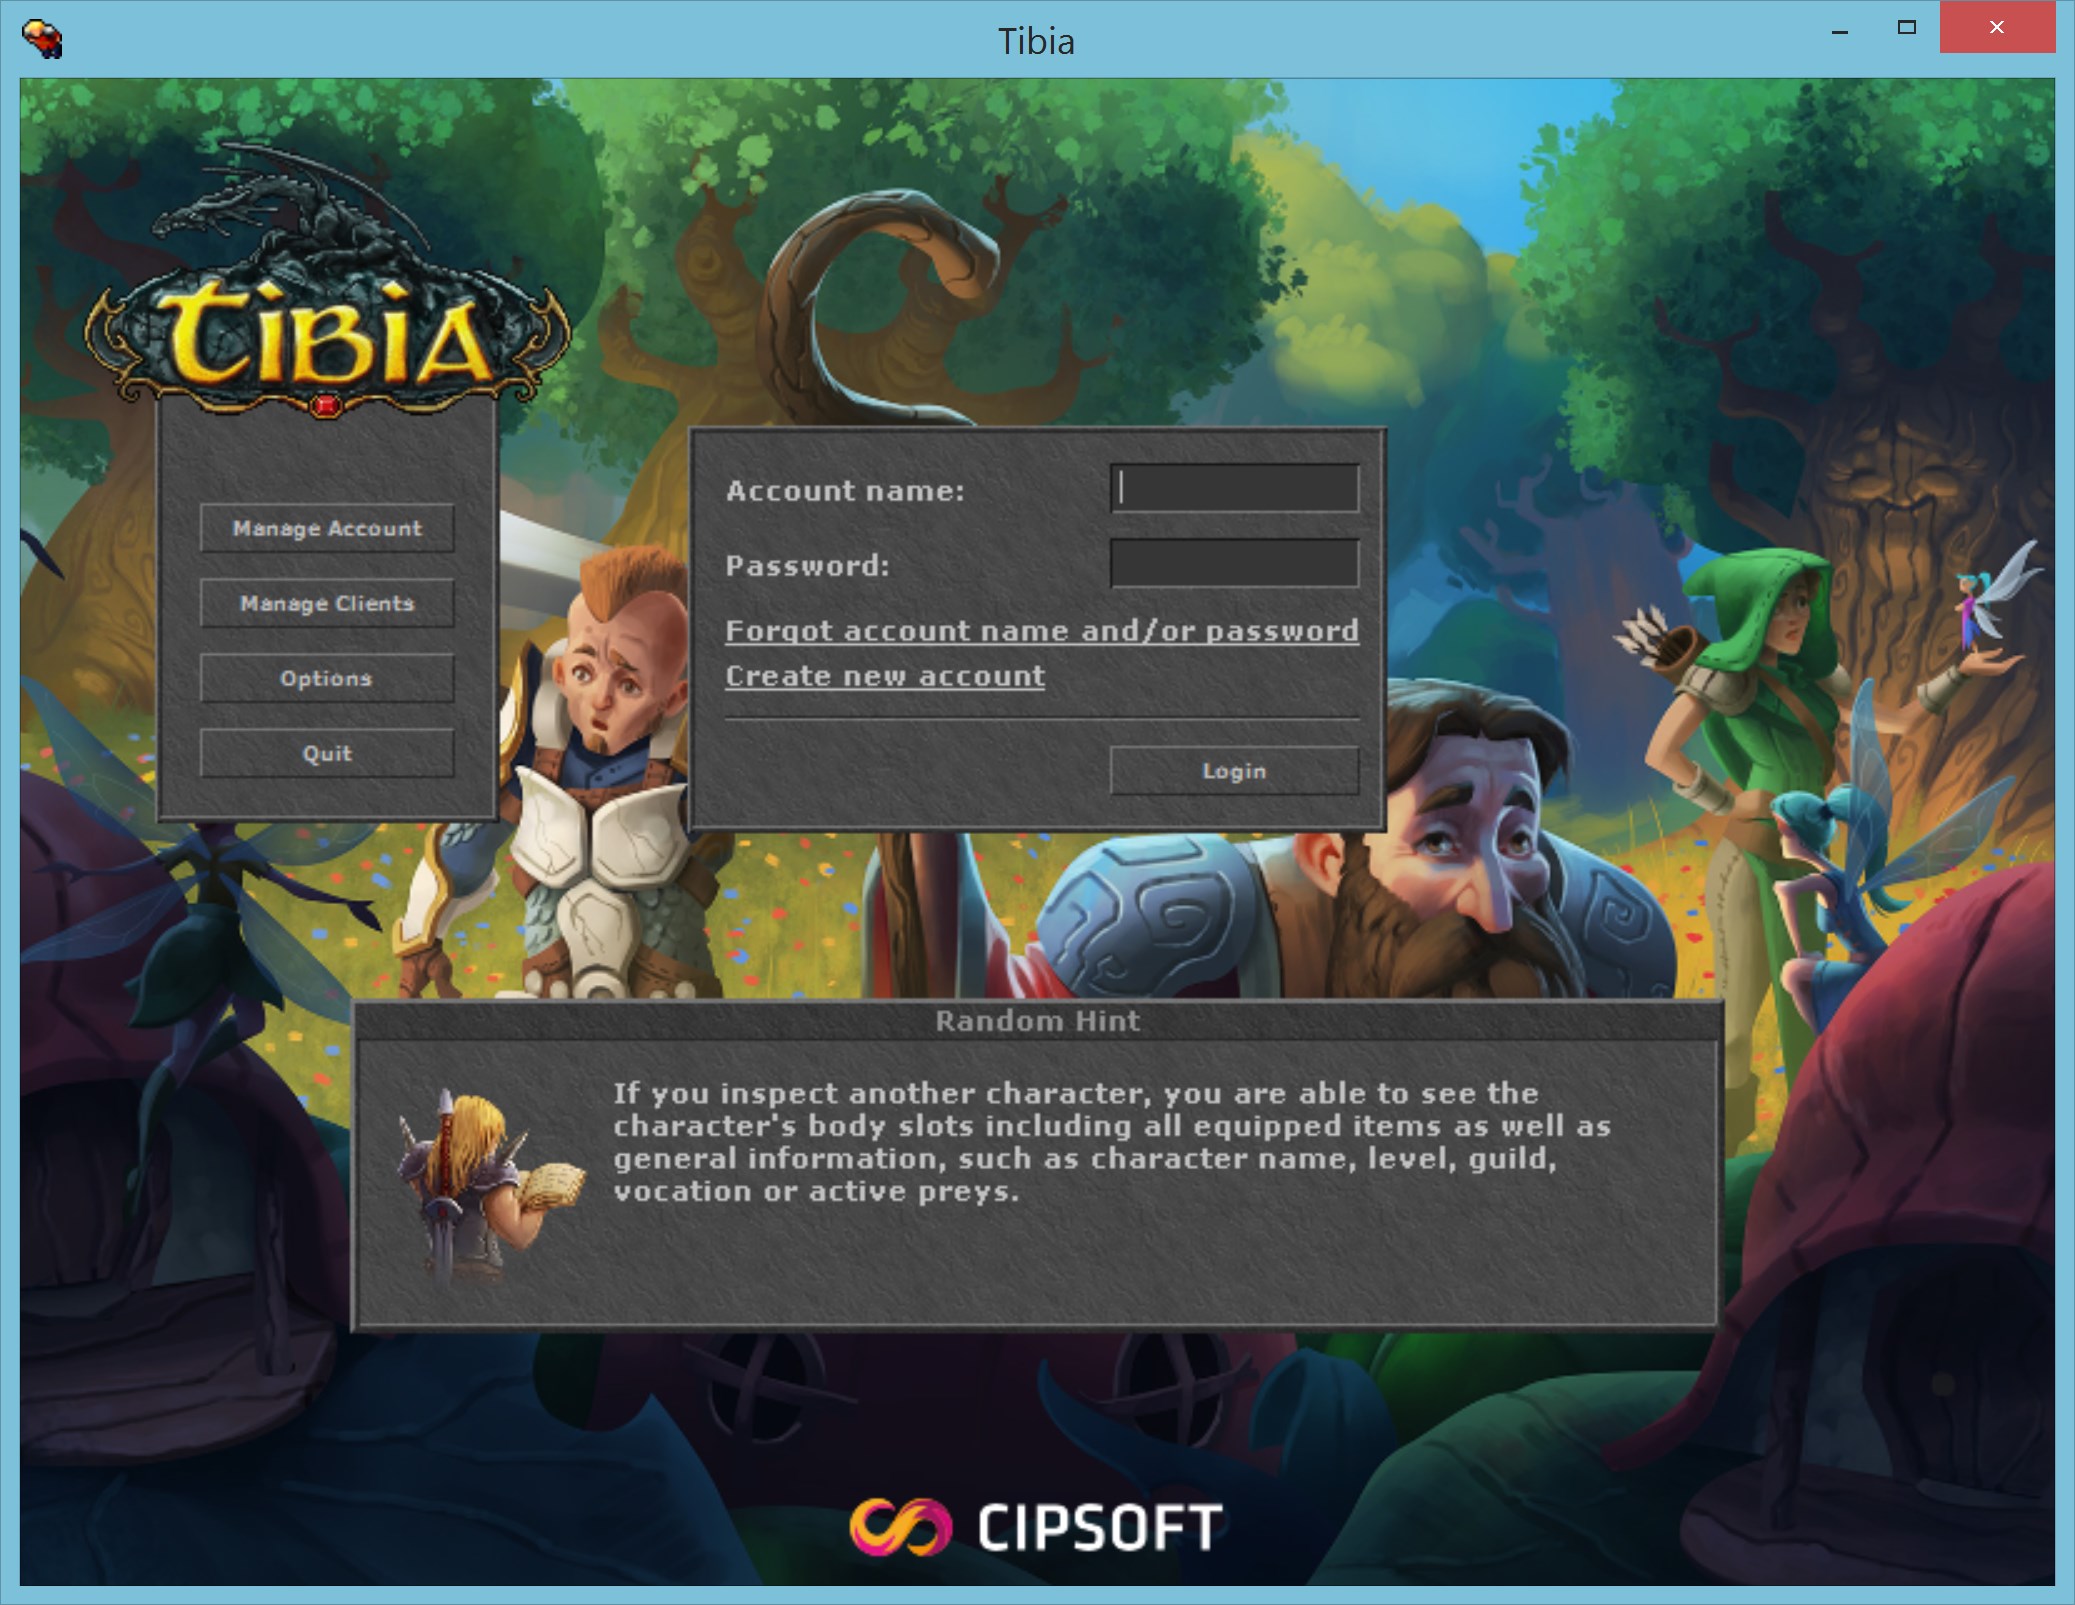 Tibia
TIBIA
Manage Account
Manage Clients
Options
Quit
Account name:
Password:
Forgot account name and/or password
Create new account
Login
Random Hint
If you inspect another character, you are able to see the
character's body slots including all equipped items as well as
general information, such as character name, level, guild,
vocation or active preys.
CIPSOFT